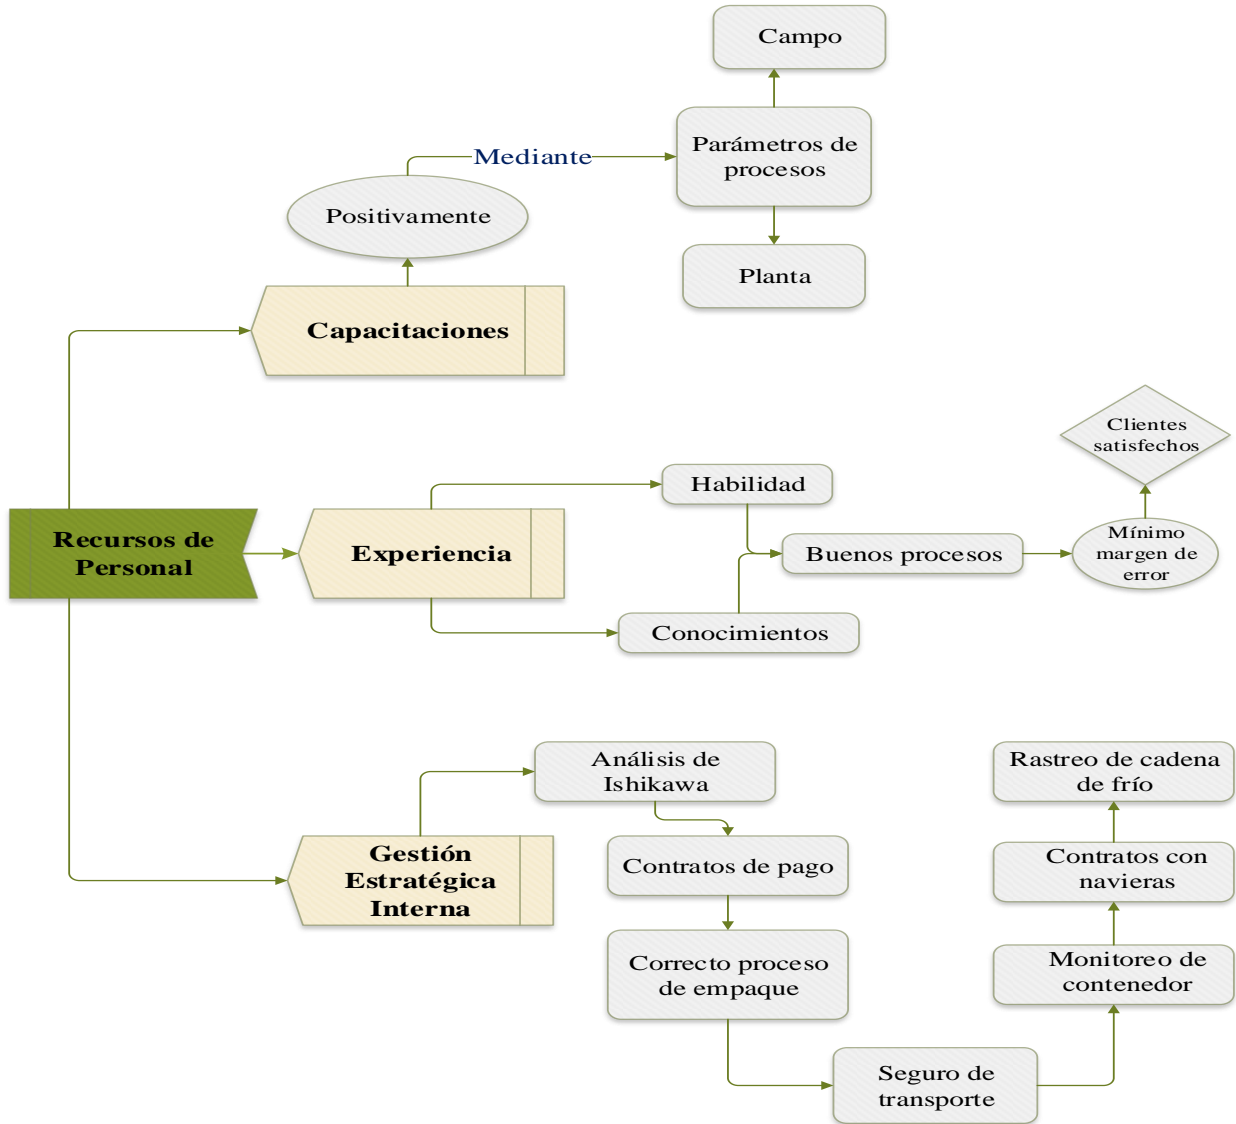 Campo
Parámetros de
procesos
Mediante
Positivamente
Planta
Capacitaciones
Clientes
satisfechos
Habilidad
Recursos de
Personal
Experiencia
Buenos procesos
Mínimo
margen de
error
Conocimientos
Análisis de
Ishikawa
Rastreo de cadena
de frío
Gestión
Estratégica
Interna
Contratos de pago
Contratos con
navieras
Correcto proceso
de empaque
Monitoreo de
contenedor
Seguro de
transporte